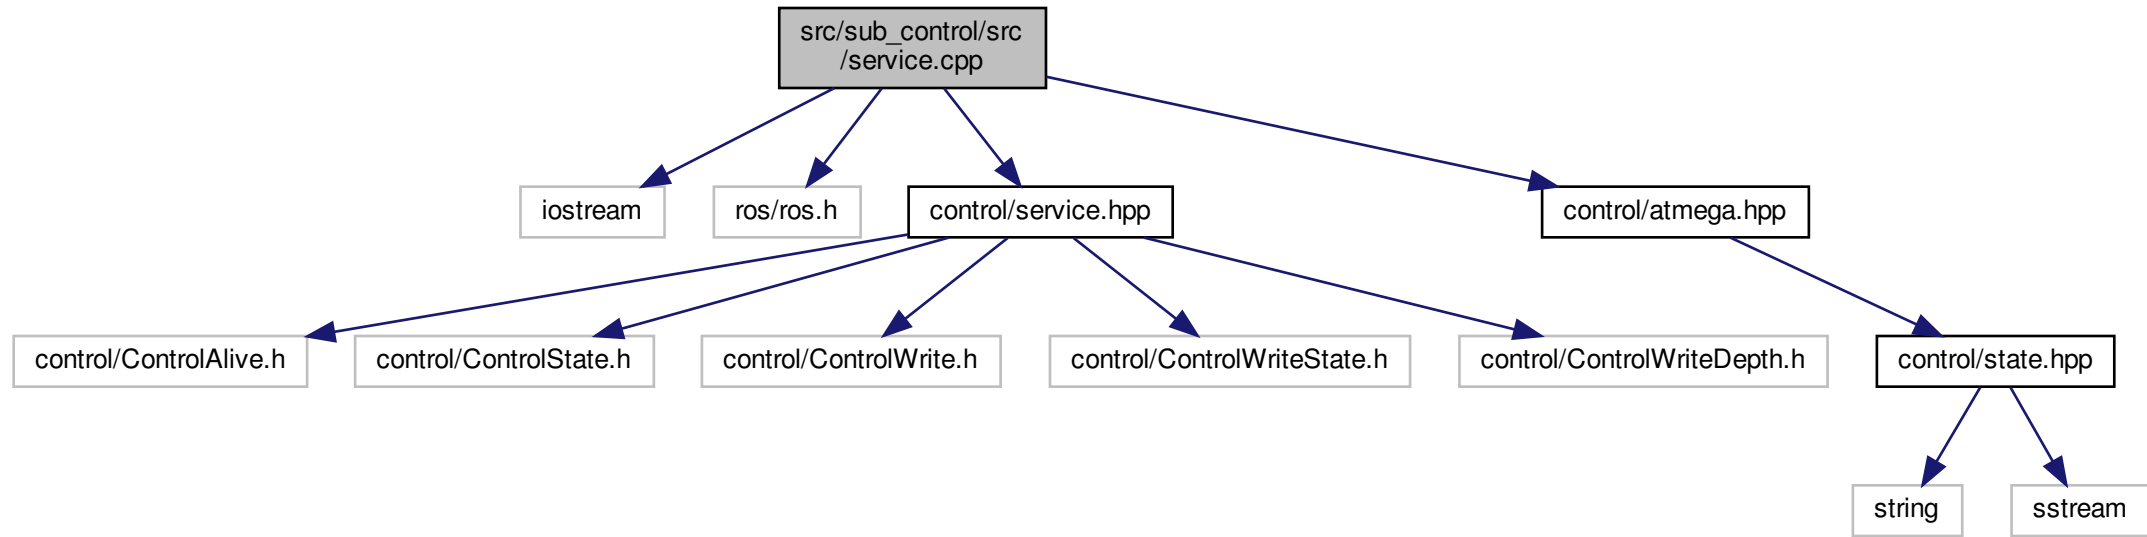 src/sub_control/src
/service.cpp
iostream
ros/ros.h
control/service.hpp
control/atmega.hpp
control/ControlAlive.h
control/ControlState.h
control/ControlWrite.h
control/ControlWriteState.h
control/ControlWriteDepth.h
control/state.hpp
string
sstream